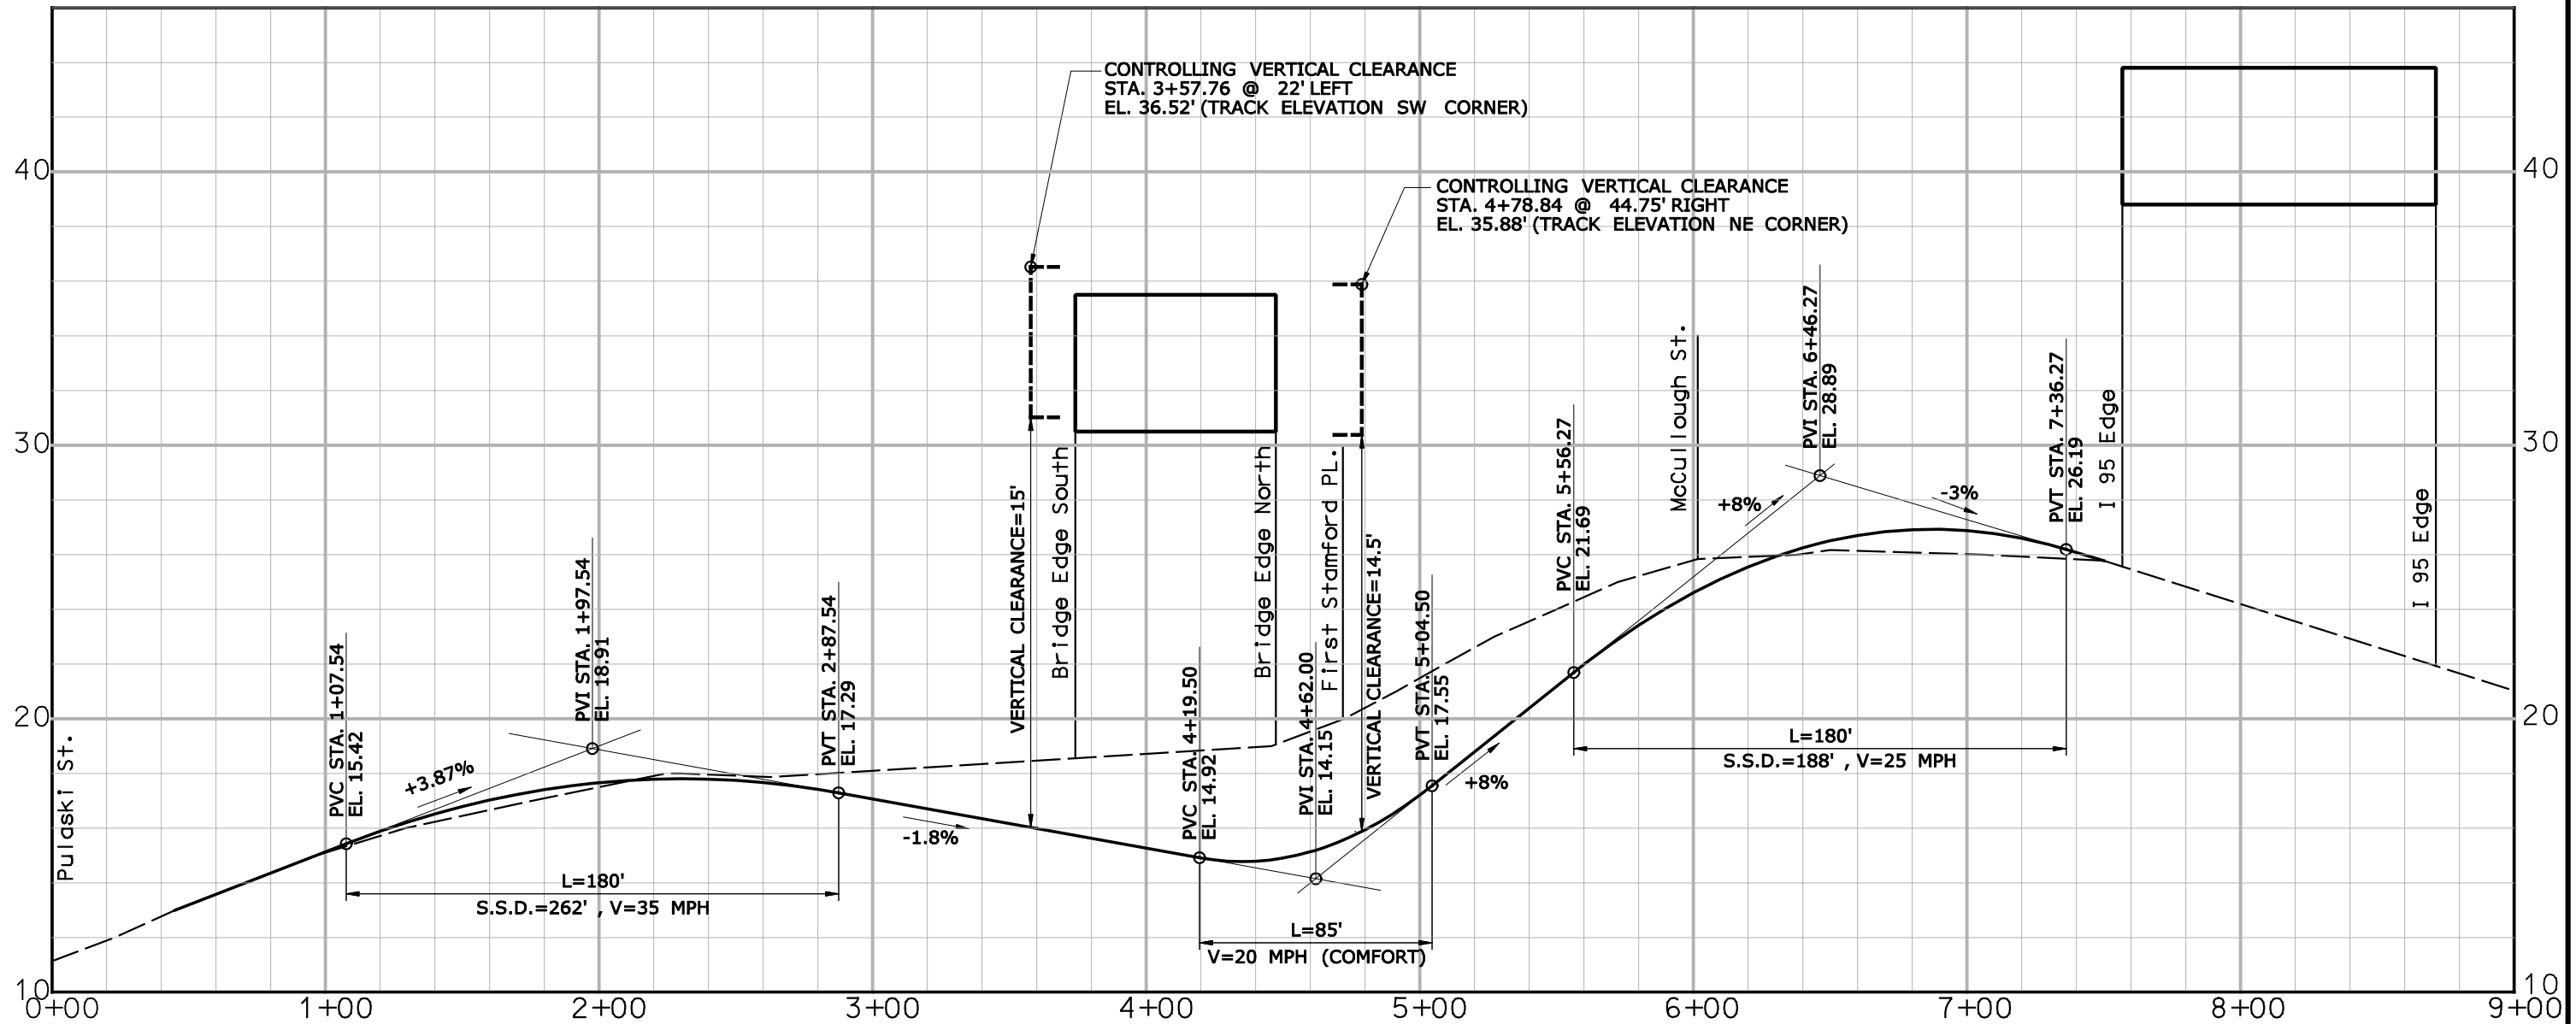 CONTROLLING VERTICAL CLEARANCE
STA. 3+57.76 @ 22' LEFT
EL. 36.52' (TRACK ELEVATION SW CORNER)
CONTROLLING VERTICAL CLEARANCE
STA. 4+78.84 @ 44.75' RIGHT
EL. 35.88' (TRACK ELEVATION NE CORNER)
40
40
30
30
20
20
10
10
Pulaski St.
PVC STA. 1+07.54
EL. 15.42
+3.87%
PVI STA. 1+97.54
EL. 18.91
PVT STA. 2+87.54
EL. 17.29
L=180'
S.S.D.=262' , V=35 MPH
-1.8%
VERTICAL CLEARANCE=15'
Bridge Edge South
PVC STA. 4+19.50
EL. 14.92
Bridge Edge North
PVI STA. 4+62.00
EL. 14.15
First Stamford PL.
VERTICAL CLEARANCE=14.5'
PVT STA. 5+04.50
EL. 17.55
L=85'
V=20 MPH (COMFORT)
+8%
PVC STA. 5+56.27
EL. 21.69
McCullough St.
+8%
PVI STA. 6+46.27
EL. 28.89
-3%
PVT STA. 7+36.27
EL. 26.19
L=180'
S.S.D.=188' , V=25 MPH
I 95 Edge
I 95 Edge
0+00
1+00
2+00
3+00
4+00
5+00
6+00
7+00
8+00
9+00